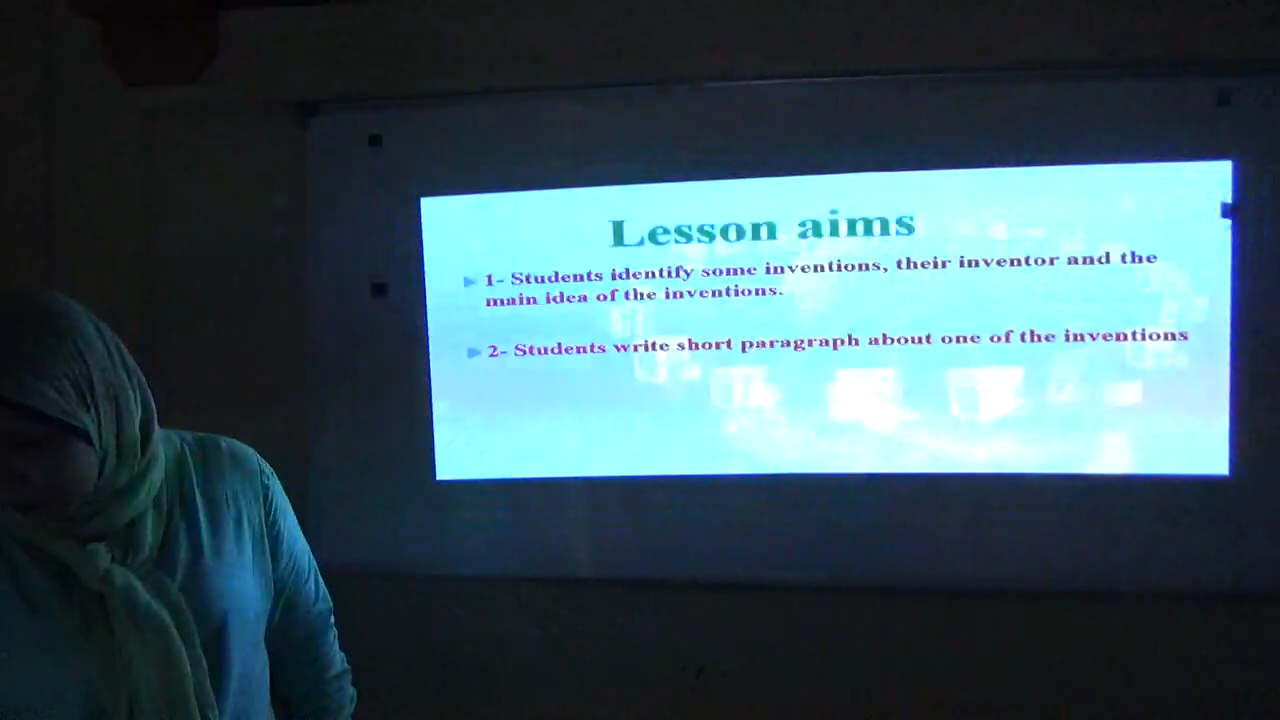 Lesson aims
1- Students identify some inventions, their inventor and the
main idea of the inventions.
2- Students write short paragraph about one of the inventions